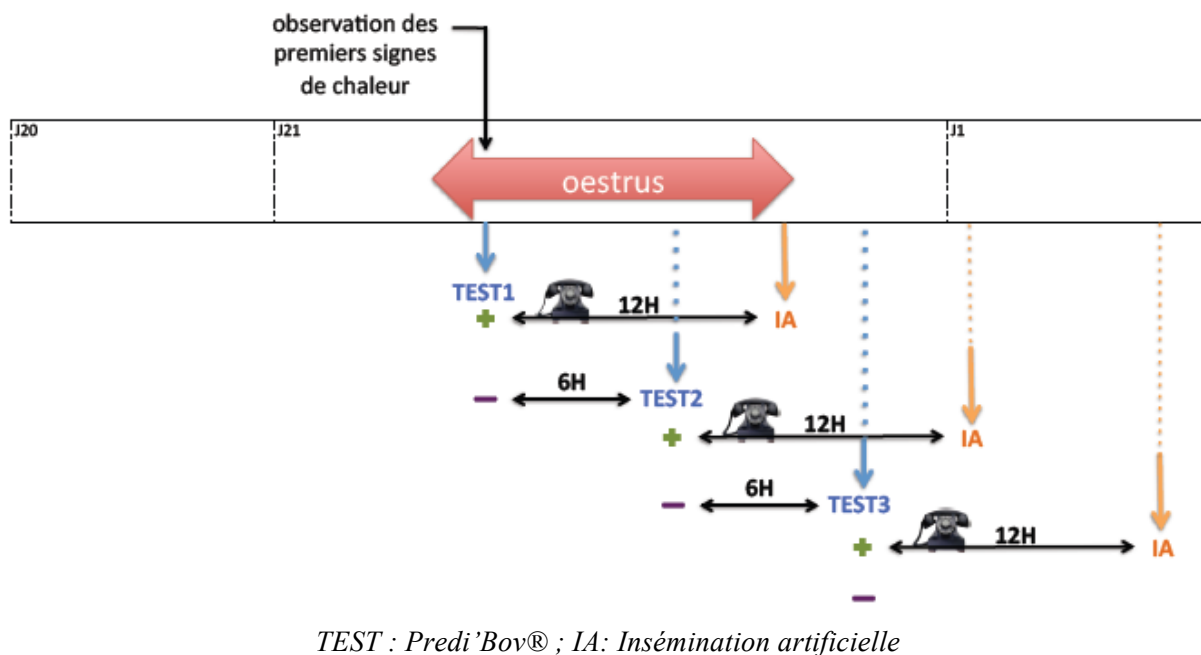 observation des
premiers signes
de chaleur
J20
J21
J1
oestrus
TEST1
12H
IA
6H
TEST2
12H
IA
6H
TEST3
12H
IA
TEST : Predi’Bov® ; IA: Insémination artificielle